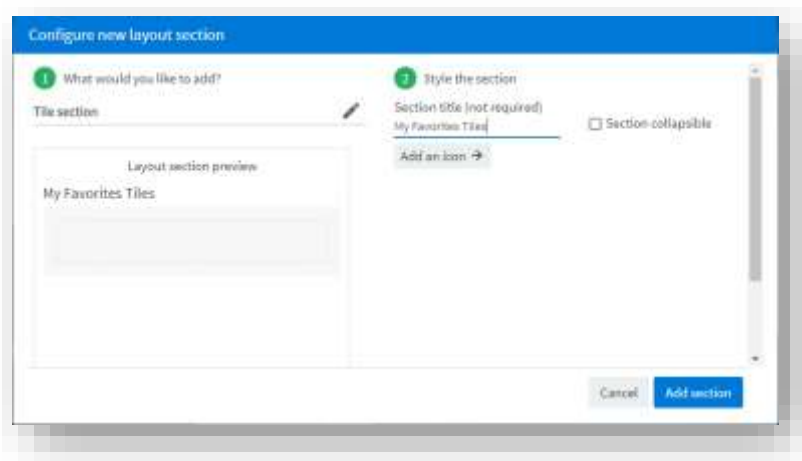 Configure new layout section
1 What would you like to add?
Tile section
Layout section preview
My Favorites Tiles
2 Style the section
Section title (not required)
My Favorites Tiles
Section collapsible
Add an icon →
Cancel
Add section